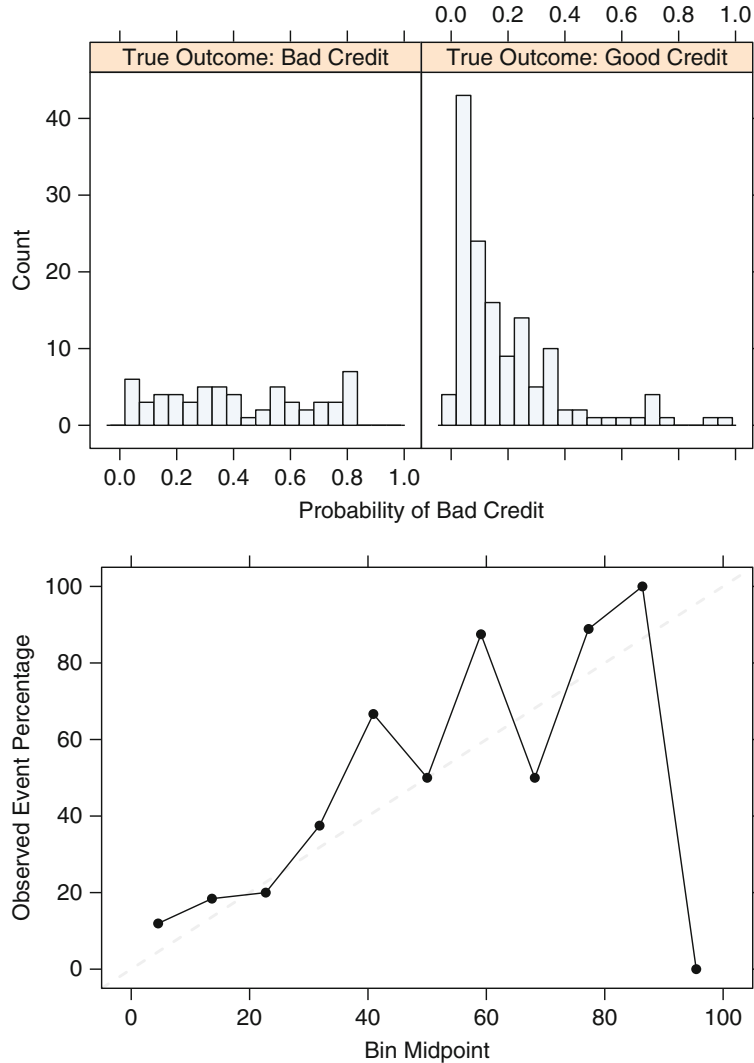 0.0 0.2 0.4 0.6 0.8 1.0
True Outcome: Bad Credit
True Outcome: Good Credit
Count
40
30
20
10
0
0.0 0.2 0.4 0.6 0.8 1.0
Probability of Bad Credit
Observed Event Percentage
100
80
60
40
20
0
0 20 40 60 80 100
Bin Midpoint